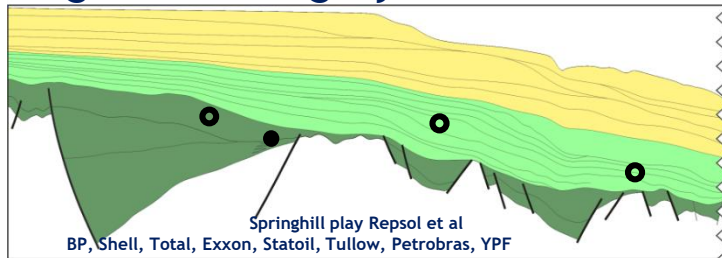 Springhill play Repsol et al
BP, Shell, Total, Exxon, Statoil, Tullow, Petrobras, YPF